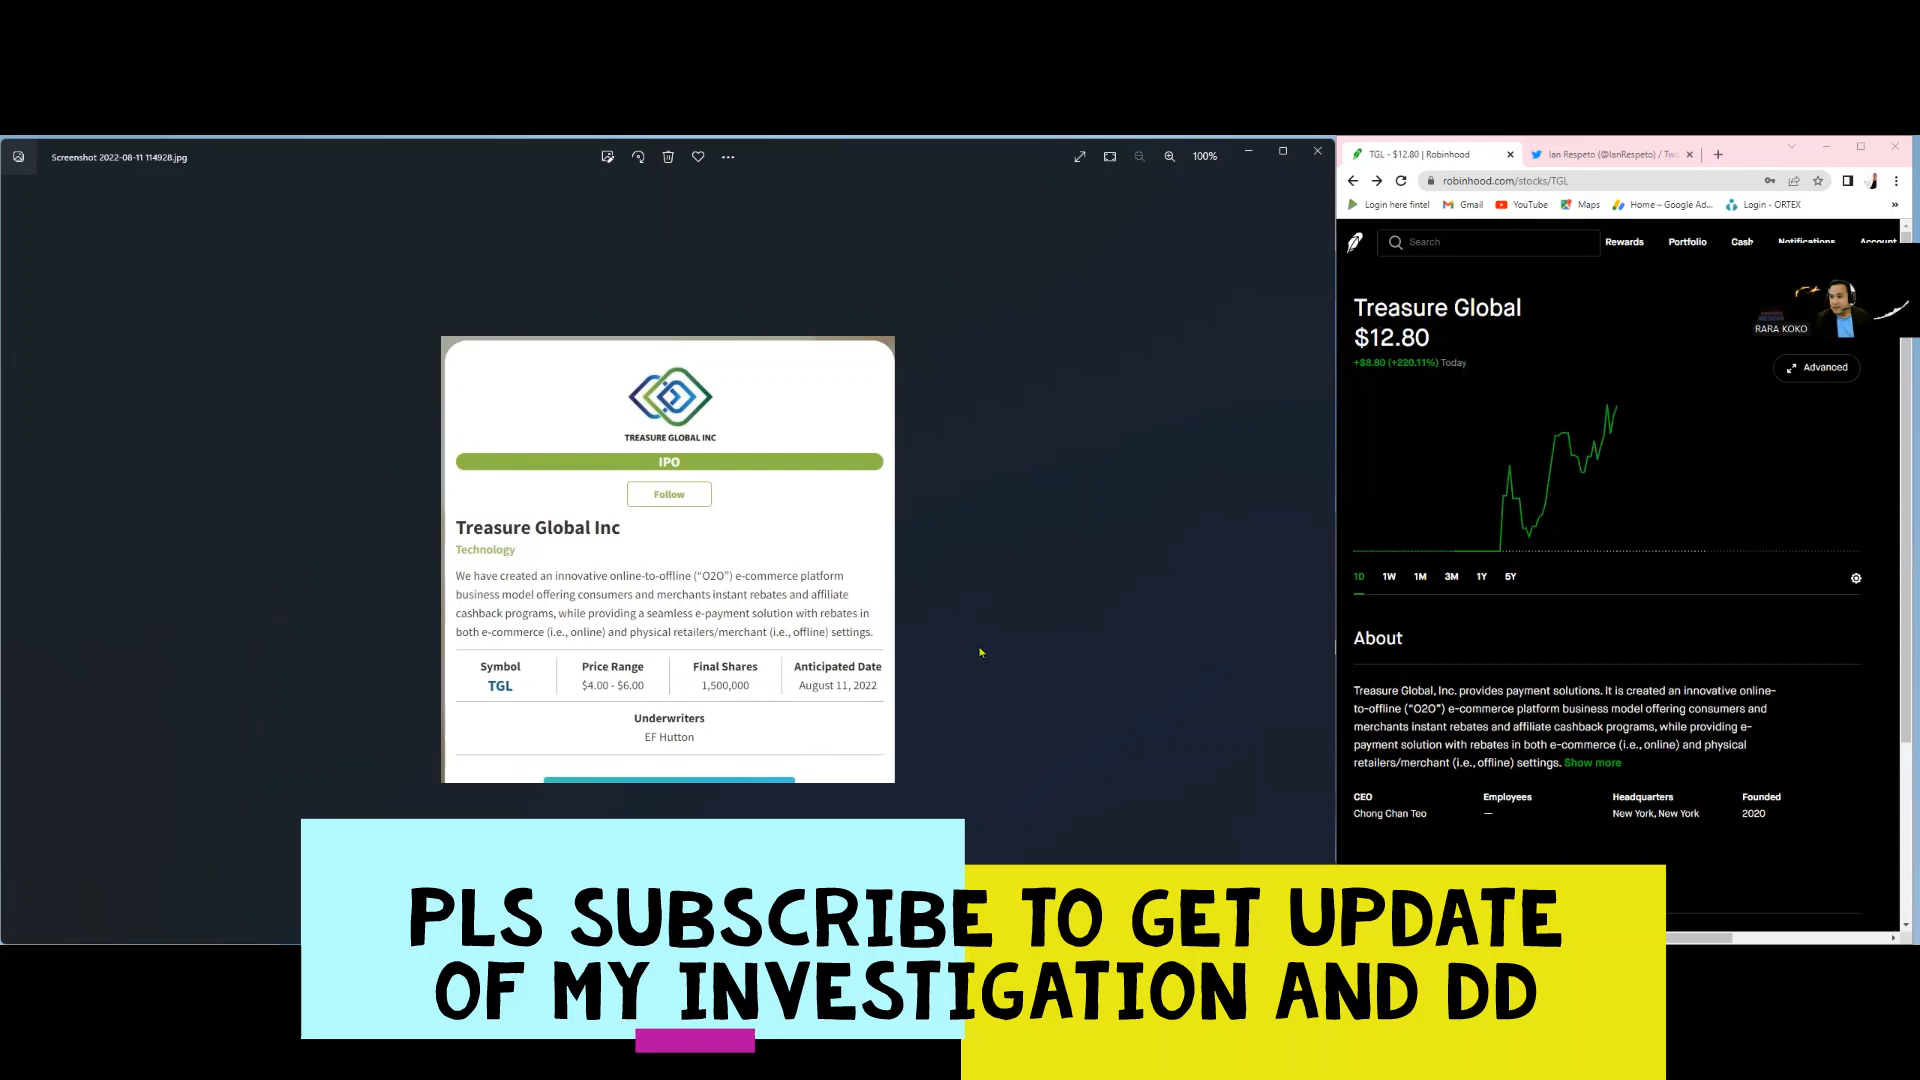 Screenshot 2022-08-11 114928.jpg
100%
TREASURE GLOBAL INC
IPO
Follow
Treasure Global Inc
Technology
We have created an innovative online-to-offline (“O2O”) e-commerce platform
business model offering consumers and merchants instant rebates and affiliate
cashback programs, while providing a seamless e-payment solution with rebates in
both e-commerce (i.e., online) and physical retailers/merchant (i.e., offline) settings.
Symbol Price Range Final Shares Anticipated Date
TGL $4.00 - $6.00 1,500,000 August 11, 2022
Underwriters
EF Hutton
TGL - $12.80 | Robinhood
Ian Respeto (@IanRespeto) / Twi
robinhood.com/stocks/TGL
Login here fintel Gmail YouTube Maps Home – Google Ad... Login - ORTEX
Search Rewards Portfolio Cash Notifications Account
Treasure Global
$12.80
+$8.80 (+220.11%) Today
RARA KOKO
Advanced
1D 1W 1M 3M 1Y 5Y
About
Treasure Global, Inc. provides payment solutions. It is created an innovative online-
to-offline (“O2O”) e-commerce platform business model offering consumers and
merchants instant rebates and affiliate cashback programs, while providing e-
payment solution with rebates in both e-commerce (i.e., online) and physical
retailers/merchant (i.e., offline) settings. Show more
CEO Employees Headquarters Founded
Chong Chan Teo — New York, New York 2020
PLS SUBSCRIBE TO GET UPDATE
OF MY INVESTIGATION AND DD